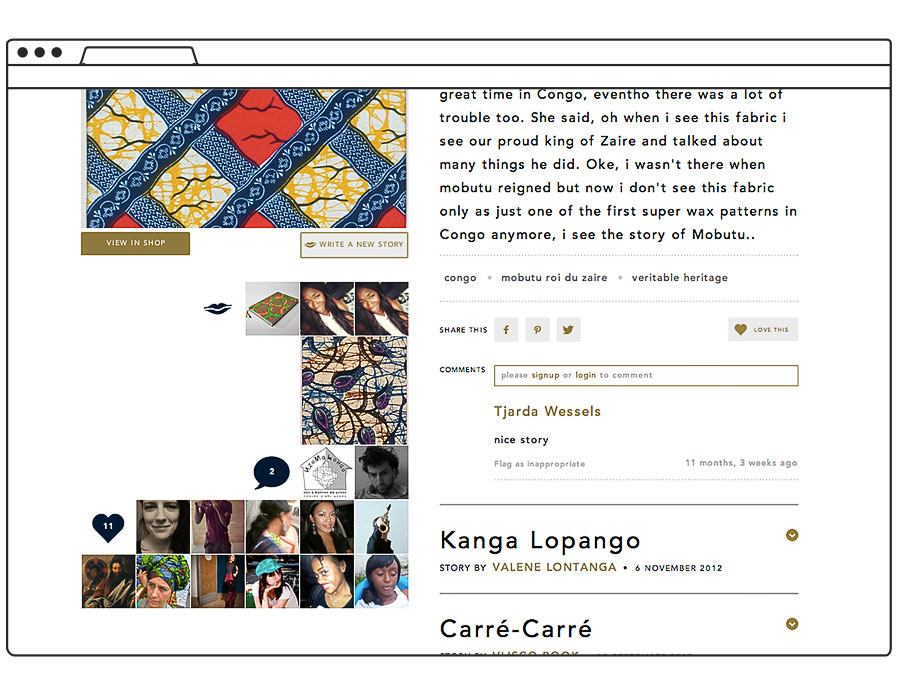 great time in Congo, eventho there was a lot of
trouble too. She said, oh when i see this fabric i
see our proud king of Zaire and talked about
many things he did. Oke, i wasn't there when
mobutu reigned but now i don't see this fabric
only as just one of the first super wax patterns in
Congo anymore, i see the story of Mobutu..
VIEW IN SHOP
WRITE A NEW STORY
congo • mobutu roi du zaire • veritable heritage
SHARE THIS
LOVE THIS
COMMENTS
please signup or login to comment
Tjarda Wessels
nice story
Flag as inappropriate
11 months, 3 weeks ago
2
11
Kanga Lopango
STORY BY VALENE LONTANGA • 6 NOVEMBER 2012
Carré-Carré
STORY BY VLISCO BOOK